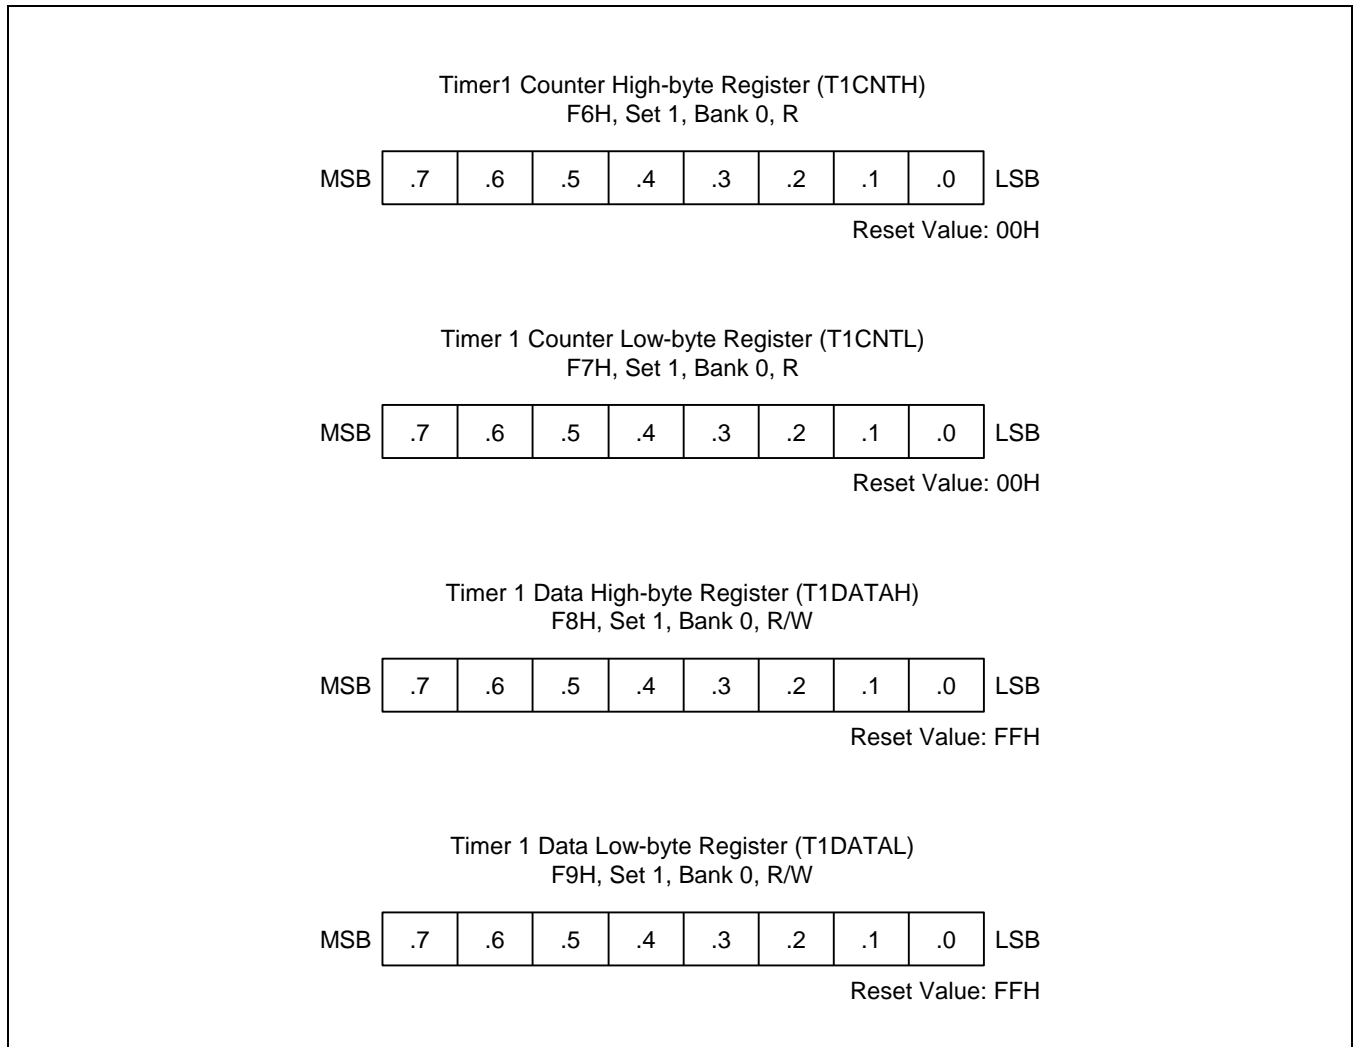 Timer1 Counter High-byte Register (T1CNTH)
F6H, Set 1, Bank 0, R
MSB .7 .6 .5 .4 .3 .2 .1 .0 LSB
Reset Value: 00H
Timer 1 Counter Low-byte Register (T1CNTL)
F7H, Set 1, Bank 0, R
MSB .7 .6 .5 .4 .3 .2 .1 .0 LSB
Reset Value: 00H
Timer 1 Data High-byte Register (T1DATAH)
F8H, Set 1, Bank 0, R/W
MSB .7 .6 .5 .4 .3 .2 .1 .0 LSB
Reset Value: FFH
Timer 1 Data Low-byte Register (T1DATAL)
F9H, Set 1, Bank 0, R/W
MSB .7 .6 .5 .4 .3 .2 .1 .0 LSB
Reset Value: FFH